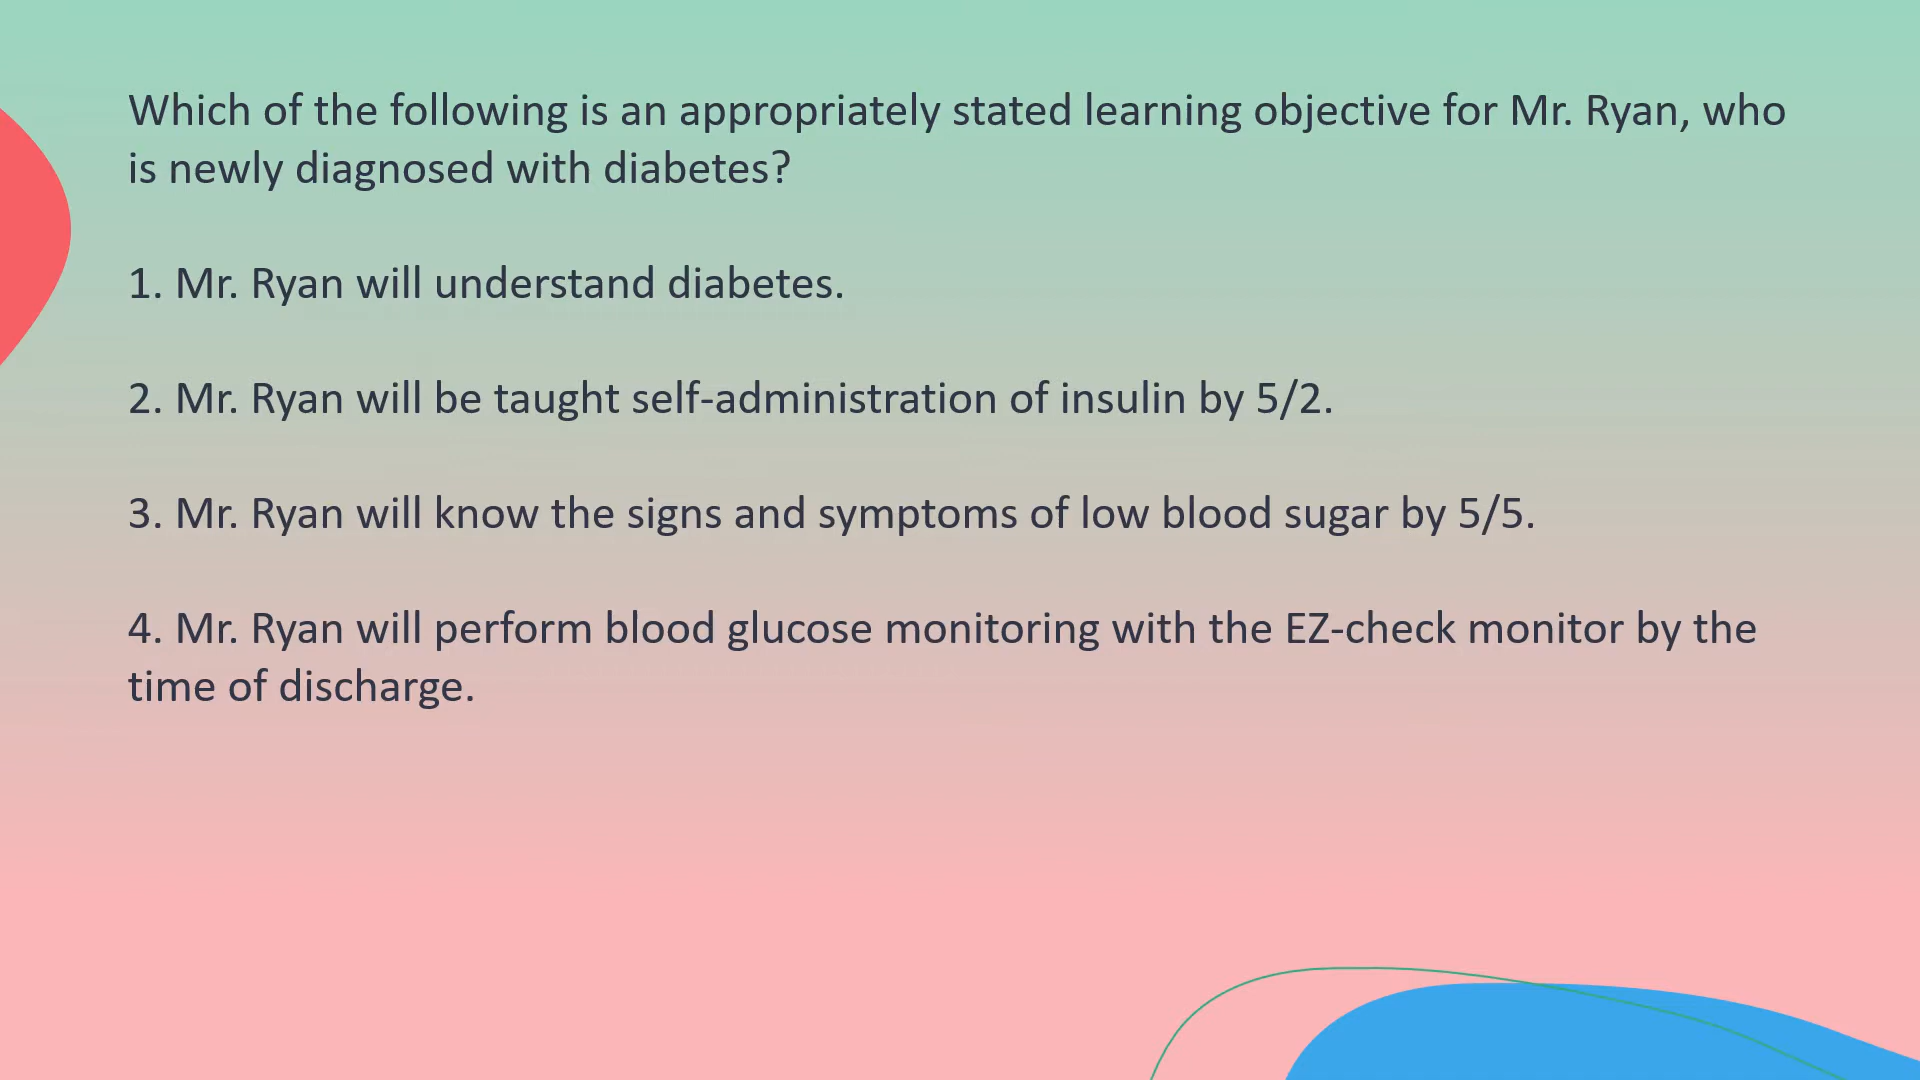 Which of the following is an appropriately stated learning objective for Mr. Ryan, who
is newly diagnosed with diabetes?
1. Mr. Ryan will understand diabetes.
2. Mr. Ryan will be taught self-administration of insulin by 5/2.
3. Mr. Ryan will know the signs and symptoms of low blood sugar by 5/5.
4. Mr. Ryan will perform blood glucose monitoring with the EZ-check monitor by the
time of discharge.